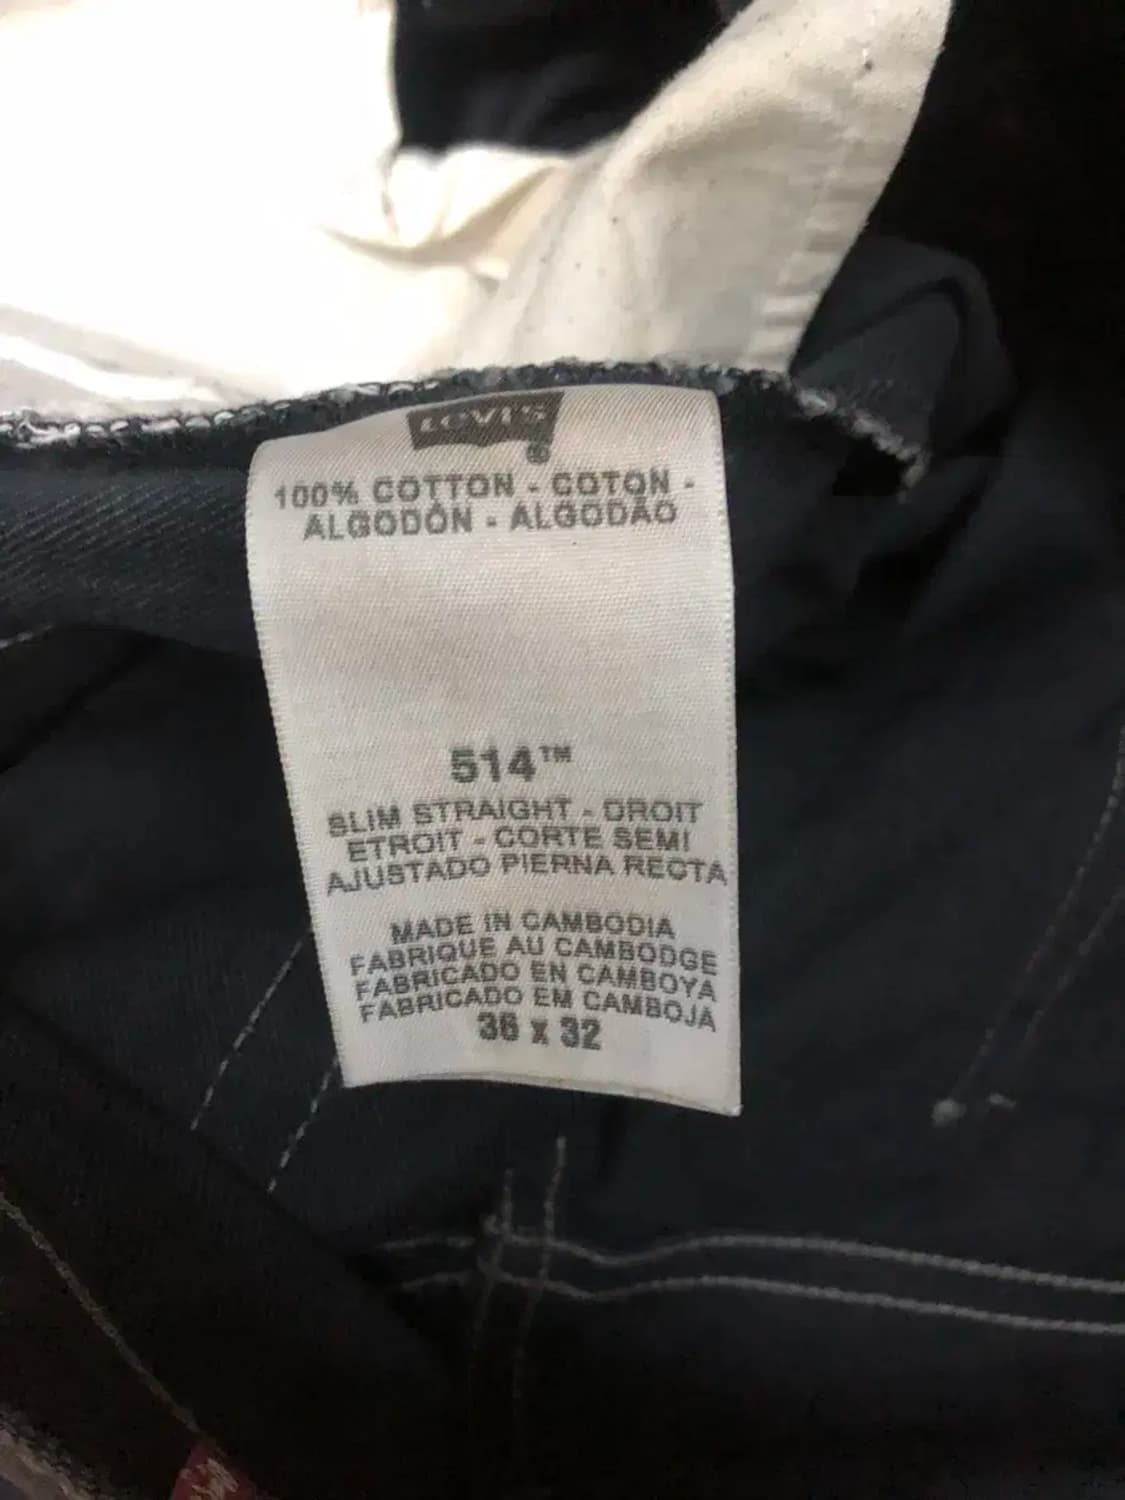 LEVI'S
®
100% COTTON - COTON -
ALGODÓN - ALGODÃO
514™
SLIM STRAIGHT - DROIT
ETROIT - CORTE SEMI
AJUSTADO PIERNA RECTA
MADE IN CAMBODIA
FABRIQUE AU CAMBODGE
FABRICADO EN CAMBOYA
FABRICADO EM CAMBOJA
36 X 32